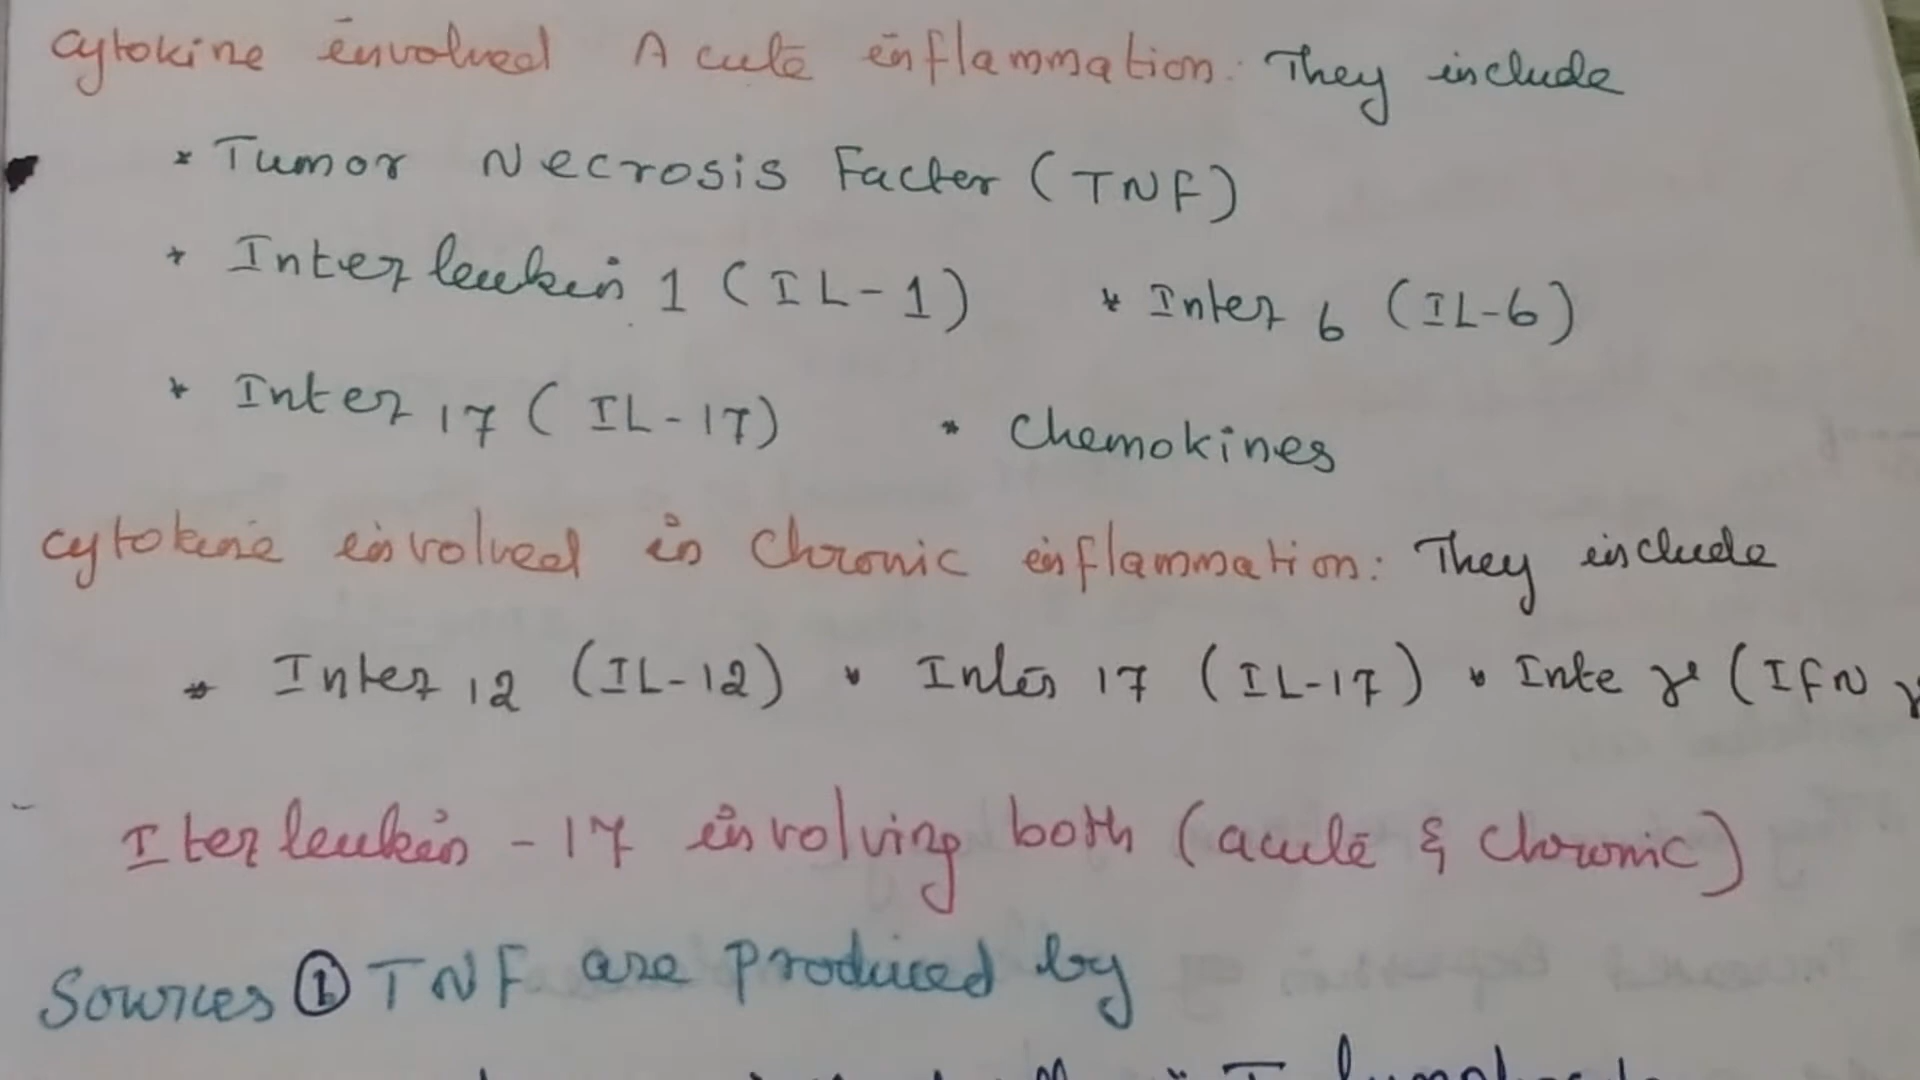 Cytokine involved Acute inflammation. They include
* Tumor Necrosis Factor (TNF)
* Interleukin 1 (IL-1) * Inter 6 (IL-6)
* Inter 17 (IL-17) * Chemokines
cytokine involved in Chronic inflammation: They include
* Inter 12 (IL-12) * Inter 17 (IL-17) * Inte γ (IFN γ
Iterleukin - 17 involving both (acute & Chronic)
Sources ① TNF are produced by